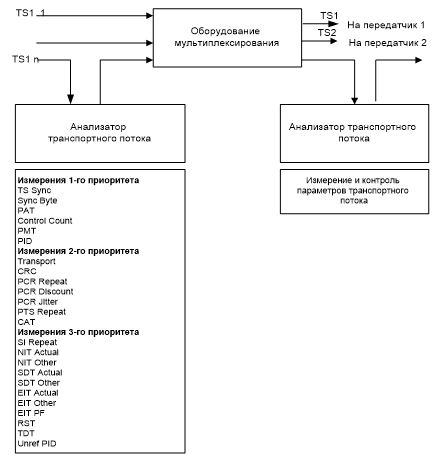 TS1 1
TS1 n
Оборудование
мультиплексирования
TS1
На передатчик 1
TS2
На передатчик 2
Анализатор
транспортного потока
Анализатор транспортного
потока
Измерения 1-го приоритета
TS Sync
Sync Byte
PAT
Control Count
PMT
PID
Измерения 2-го приоритета
Transport
CRC
PCR Repeat
PCR Discount
PCR Jitter
PTS Repeat
CAT
Измерения 3-го приоритета
SI Repeat
NIT Actual
NIT Other
SDT Actual
SDT Other
EIT Actual
EIT Other
EIT PF
RST
TDT
Unref PID
Измерение и контроль
параметров транспортного
потока